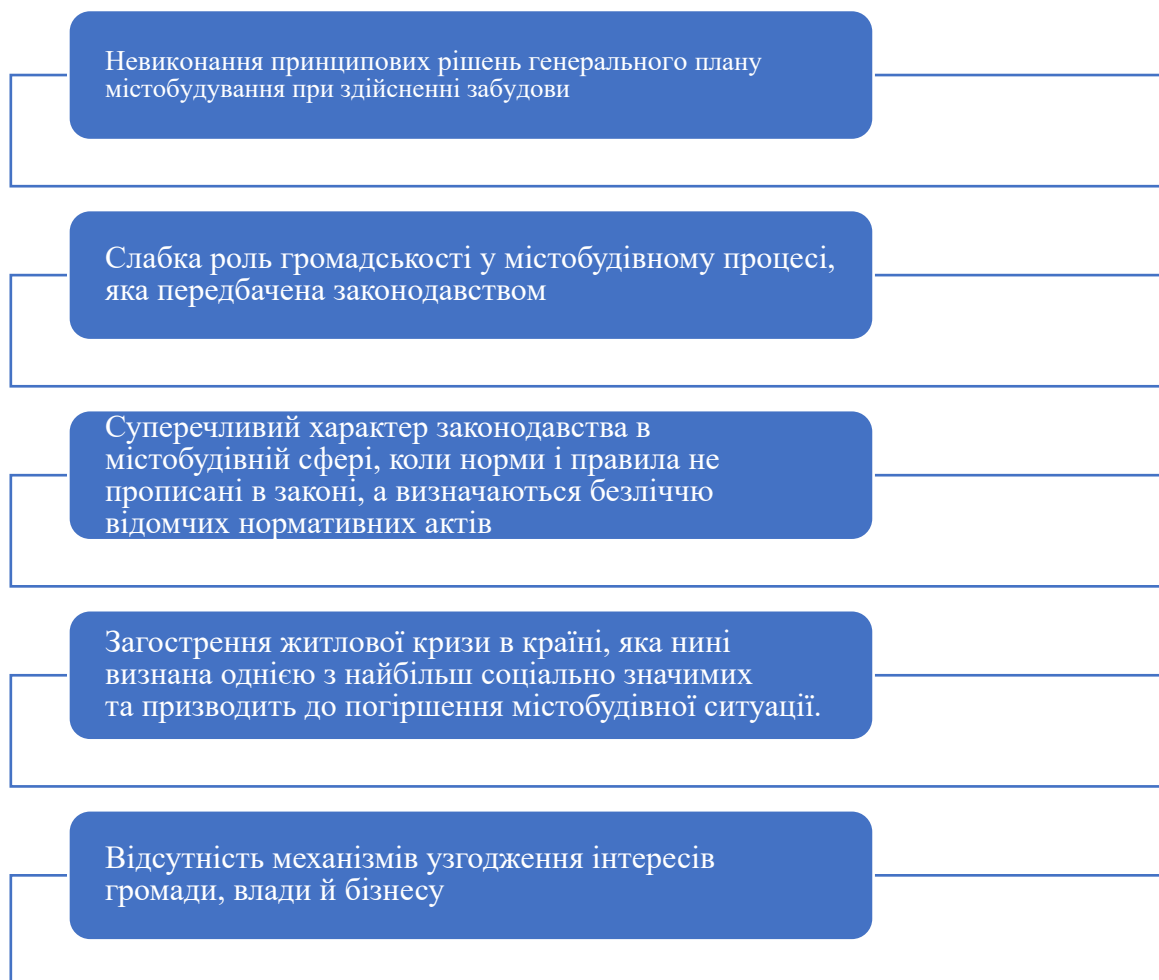 Невиконання принципових рішень генерального плану
містобудування при здійсненні забудови
Слабка роль громадськості у містобудівному процесі,
яка передбачена законодавством
Суперечливий характер законодавства в
містобудівній сфері, коли норми і правила не
прописані в законі, а визначаються безліччю
відомчих нормативних актів
Загострення житлової кризи в країні, яка нині
визнана однією з найбільш соціально значимих
та призводить до погіршення містобудівної ситуації.
Відсутність механізмів узгодження інтересів
громади, влади й бізнесу